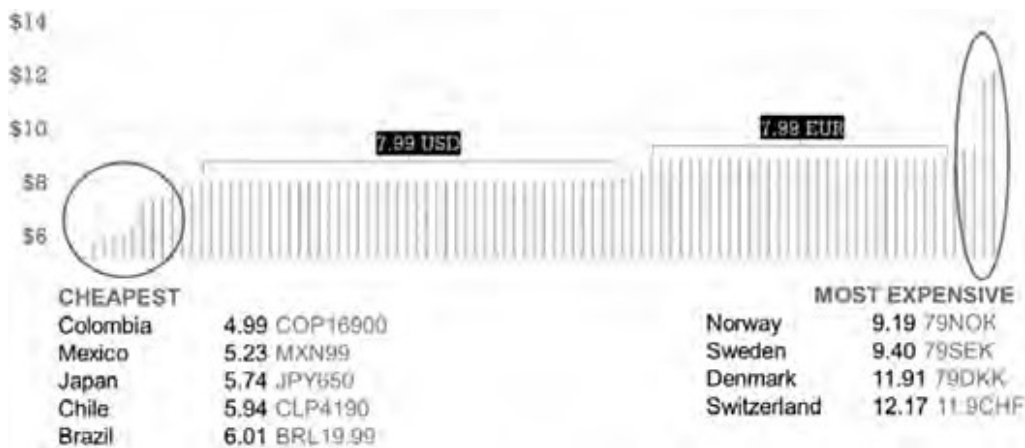 $14
$12
$10
7.99 USD
7.99 EUR
$8
$6
CHEAPEST
Colombia 4.99 COP16900
Mexico 5.23 MXN99
Japan 5.74 JPY650
Chile 5.94 CLP4190
Brazil 6.01 BRL19.99
MOST EXPENSIVE
Norway 9.19 79NOK
Sweden 9.40 79SEK
Denmark 11.91 79DKK
Switzerland 12.17 11.9CHF